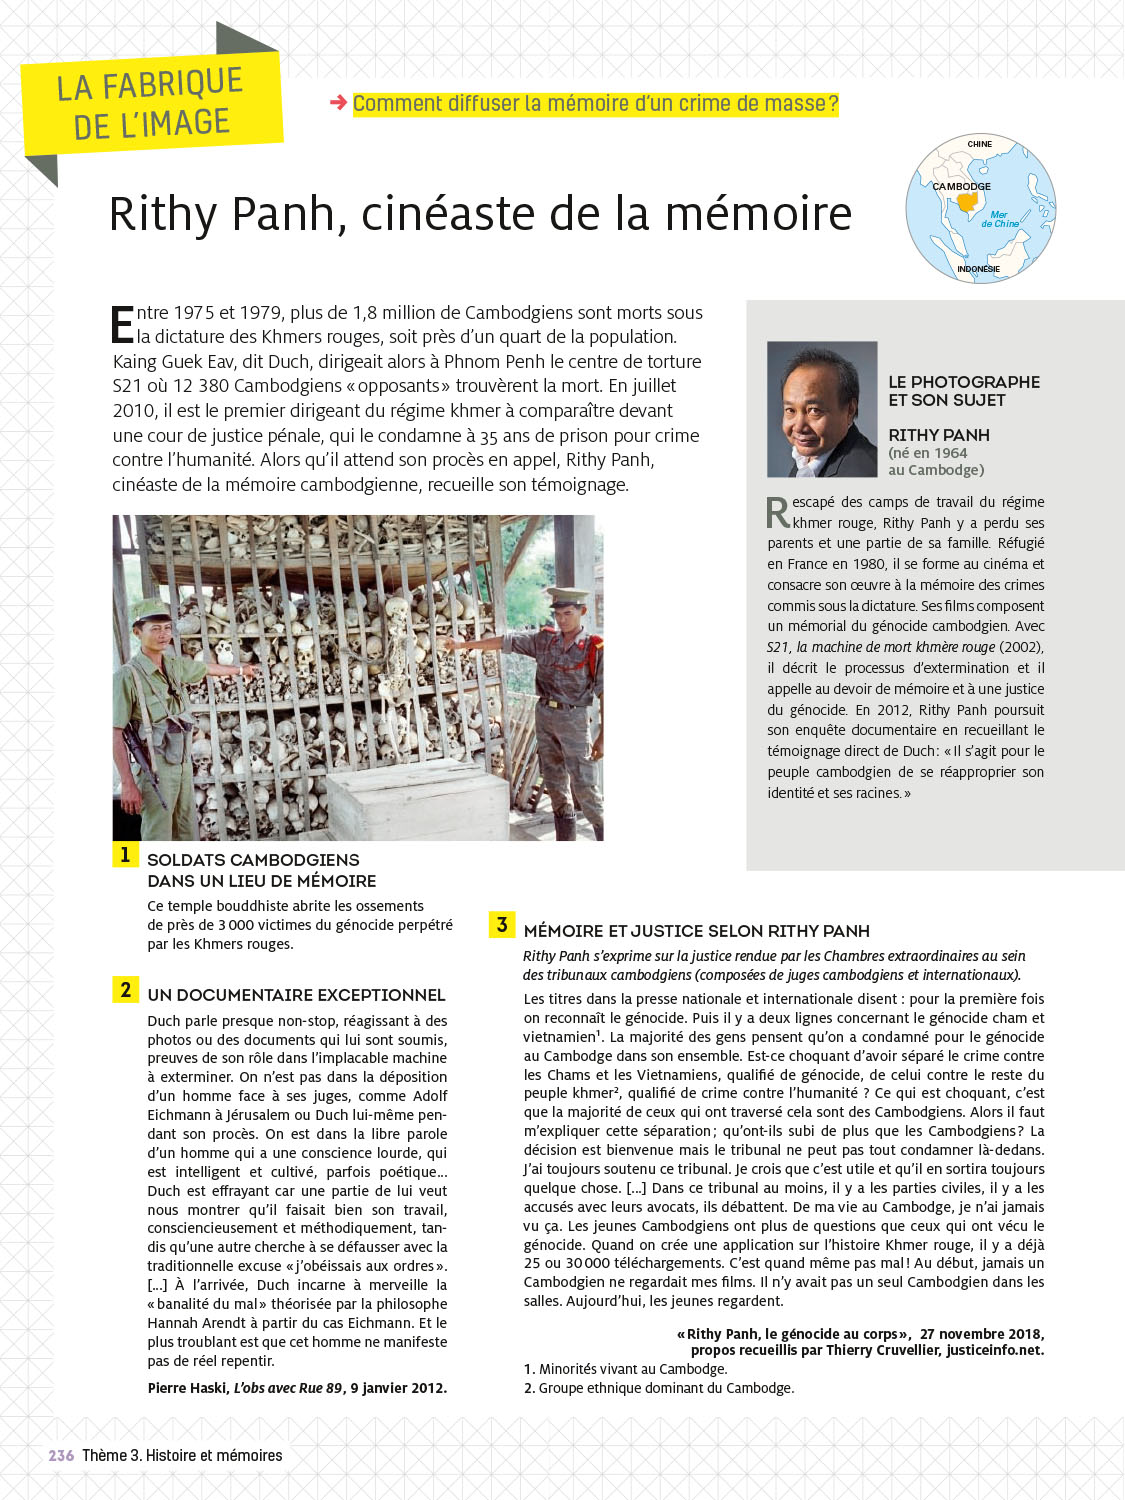 LA FABRIQUE
DE L'IMAGE
Comment diffuser la mémoire d'un crime de masse ?
Rithy Panh, cinéaste de la mémoire
CHINE
CAMBODGE
Mer
de Chine
INDONÉSIE
Entre 1975 et 1979, plus de 1,8 million de Cambodgiens sont morts sous
la dictature des Khmers rouges, soit près d'un quart de la population.
Kaing Guek Eav, dit Duch, dirigeait alors à Phnom Penh le centre de torture
S21 où 12 380 Cambodgiens « opposants » trouvèrent la mort. En juillet
2010, il est le premier dirigeant du régime khmer à comparaître devant
une cour de justice pénale, qui le condamne à 35 ans de prison pour crime
contre l'humanité. Alors qu'il attend son procès en appel, Rithy Panh,
cinéaste de la mémoire cambodgienne, recueille son témoignage.
LE PHOTOGRAPHE
ET SON SUJET
RITHY PANH
(né en 1964
au Cambodge)
Rescapé des camps de travail du régime
khmer rouge, Rithy Panh y a perdu ses
parents et une partie de sa famille. Réfugié
en France en 1980, il se forme au cinéma et
consacre son œuvre à la mémoire des crimes
commis sous la dictature. Ses films composent
un mémorial du génocide cambodgien. Avec
S21, la machine de mort khmère rouge (2002),
il décrit le processus d'extermination et il
appelle au devoir de mémoire et à une justice
du génocide. En 2012, Rithy Panh poursuit
son enquête documentaire en recueillant le
témoignage direct de Duch : « Il s'agit pour le
peuple cambodgien de se réapproprier son
identité et ses racines. »
1 SOLDATS CAMBODGIENS
DANS UN LIEU DE MÉMOIRE
Ce temple bouddhiste abrite les ossements
de près de 3 000 victimes du génocide perpétré
par les Khmers rouges.
2 UN DOCUMENTAIRE EXCEPTIONNEL
Duch parle presque non-stop, réagissant à des
photos ou des documents qui lui sont soumis,
preuves de son rôle dans l'implacable machine
à exterminer. On n'est pas dans la déposition
d'un homme face à ses juges, comme Adolf
Eichmann à Jérusalem ou Duch lui-même pen-
dant son procès. On est dans la libre parole
d'un homme qui a une conscience lourde, qui
est intelligent et cultivé, parfois poétique...
Duch est effrayant car une partie de lui veut
nous montrer qu'il faisait bien son travail,
consciencieusement et méthodiquement, tan-
dis qu'une autre cherche à se défausser avec la
traditionnelle excuse « j'obéissais aux ordres ».
[...] À l'arrivée, Duch incarne à merveille la
« banalité du mal » théorisée par la philosophe
Hannah Arendt à partir du cas Eichmann. Et le
plus troublant est que cet homme ne manifeste
pas de réel repentir.
Pierre Haski, L'obs avec Rue 89, 9 janvier 2012.
3 MÉMOIRE ET JUSTICE SELON RITHY PANH
Rithy Panh s'exprime sur la justice rendue par les Chambres extraordinaires au sein
des tribunaux cambodgiens (composées de juges cambodgiens et internationaux).
Les titres dans la presse nationale et internationale disent : pour la première fois
on reconnaît le génocide. Puis il y a deux lignes concernant le génocide cham et
vietnamien¹. La majorité des gens pensent qu'on a condamné pour le génocide
au Cambodge dans son ensemble. Est-ce choquant d'avoir séparé le crime contre
les Chams et les Vietnamiens, qualifié de génocide, de celui contre le reste du
peuple khmer², qualifié de crime contre l'humanité ? Ce qui est choquant, c'est
que la majorité de ceux qui ont traversé cela sont des Cambodgiens. Alors il faut
m'expliquer cette séparation ; qu'ont-ils subi de plus que les Cambodgiens ? La
décision est bienvenue mais le tribunal ne peut pas tout condamner là-dedans.
J'ai toujours soutenu ce tribunal. Je crois que c'est utile et qu'il en sortira toujours
quelque chose. [...] Dans ce tribunal au moins, il y a les parties civiles, il y a les
accusés avec leurs avocats, ils débattent. De ma vie au Cambodge, je n'ai jamais
vu ça. Les jeunes Cambodgiens ont plus de questions que ceux qui ont vécu le
génocide. Quand on crée une application sur l'histoire Khmer rouge, il y a déjà
25 ou 30 000 téléchargements. C'est quand même pas mal ! Au début, jamais un
Cambodgien ne regardait mes films. Il n'y avait pas un seul Cambodgien dans les
salles. Aujourd'hui, les jeunes regardent.
« Rithy Panh, le génocide au corps », 27 novembre 2018,
propos recueillis par Thierry Cruvellier, justiceinfo.net.
1. Minorités vivant au Cambodge.
2. Groupe ethnique dominant du Cambodge.
236 Thème 3. Histoire et mémoires